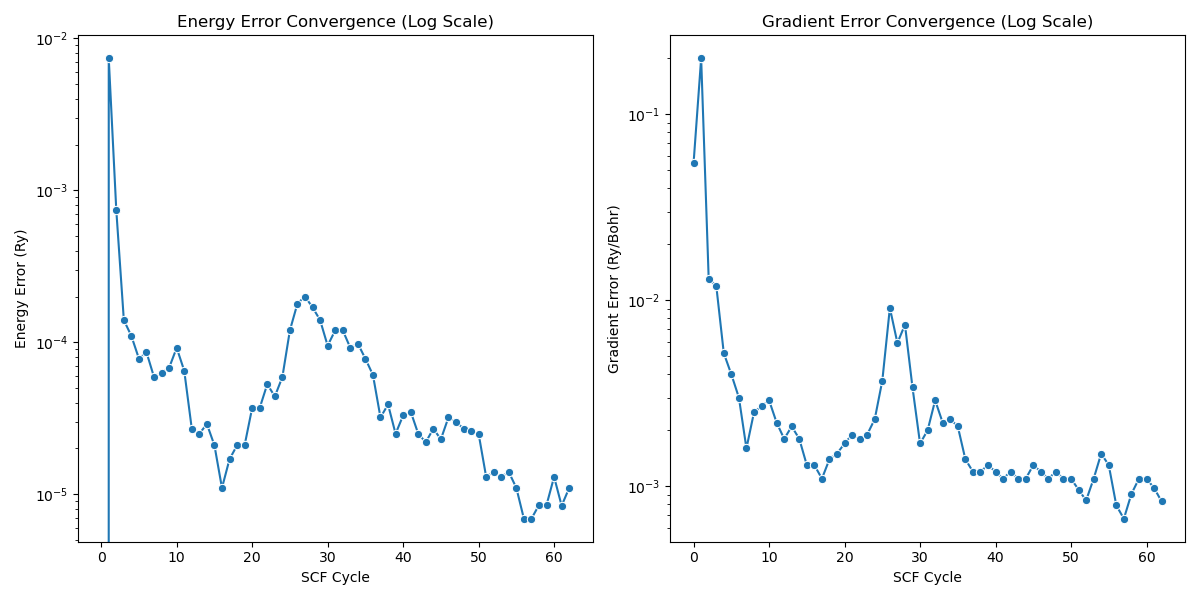 Energy Error Convergence (Log Scale)
Energy Error (Ry)
10⁻²
10⁻³
10⁻⁴
10⁻⁵
0 10 20 30 40 50 60
SCF Cycle
Gradient Error Convergence (Log Scale)
Gradient Error (Ry/Bohr)
10⁻¹
10⁻²
10⁻³
0 10 20 30 40 50 60
SCF Cycle